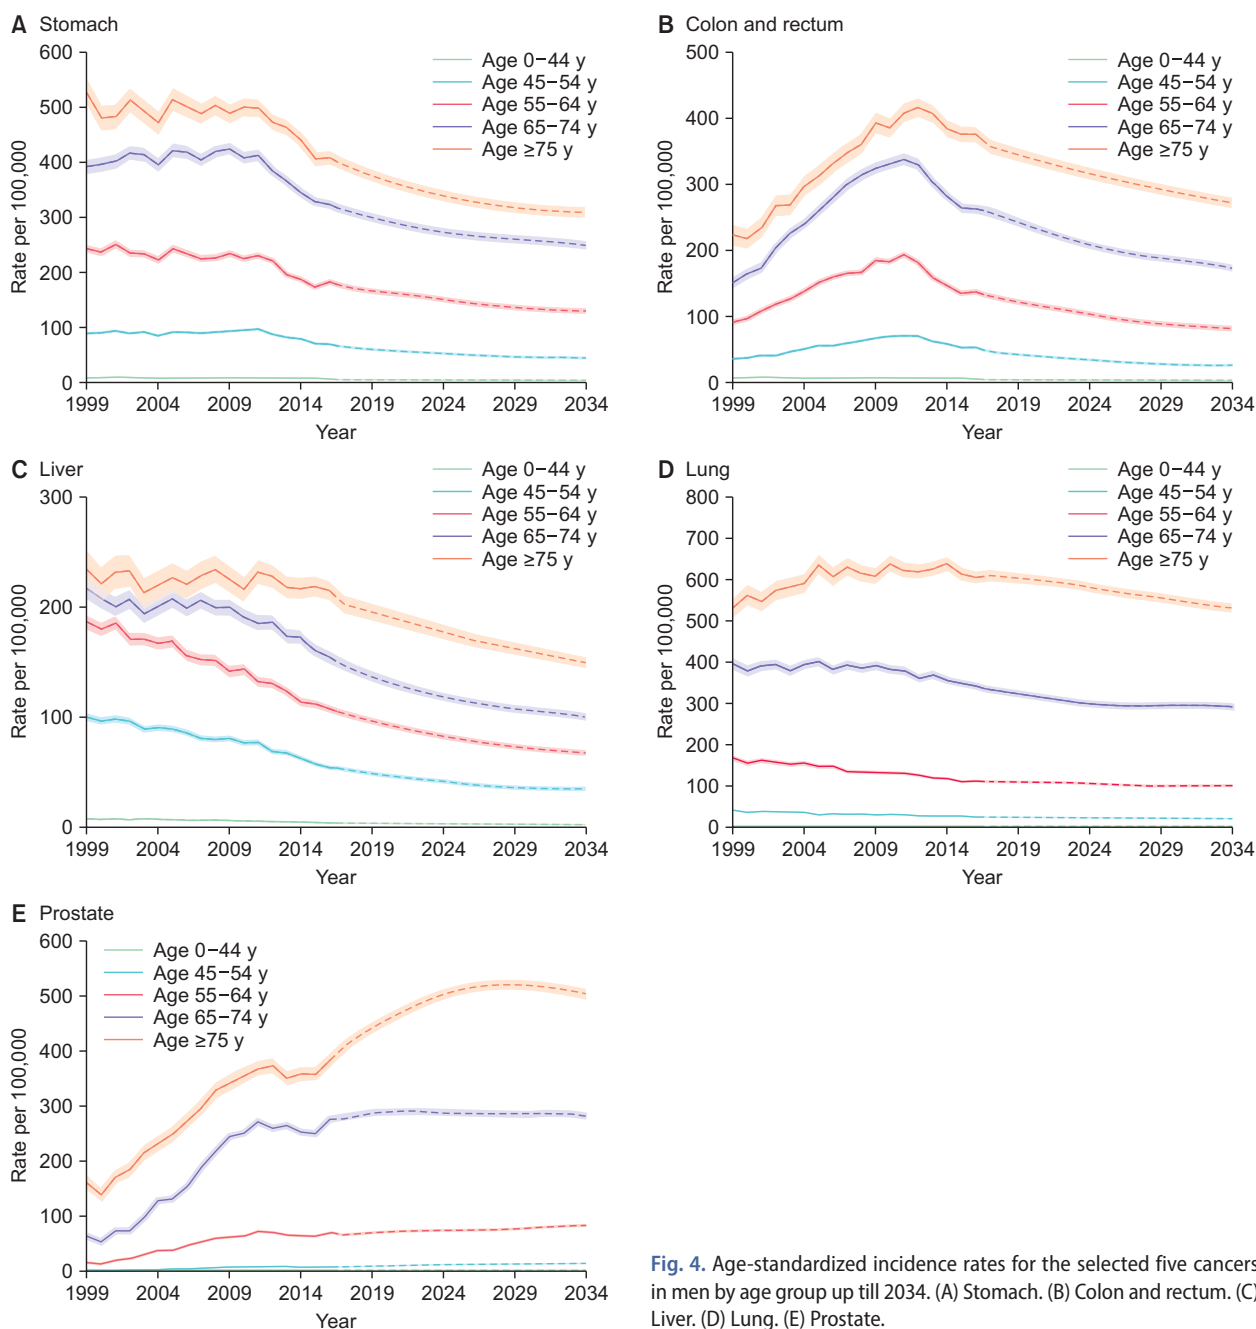 A Stomach
600
500
400
300
200
100
0
Rate per 100,000
1999 2004 2009 2014 2019 2024 2029 2034
Year
Age 0–44 y
Age 45–54 y
Age 55–64 y
Age 65–74 y
Age ≥75 y
B Colon and rectum
500
400
300
200
100
0
Rate per 100,000
1999 2004 2009 2014 2019 2024 2029 2034
Year
Age 0–44 y
Age 45–54 y
Age 55–64 y
Age 65–74 y
Age ≥75 y
C Liver
300
200
100
0
Rate per 100,000
1999 2004 2009 2014 2019 2024 2029 2034
Year
Age 0–44 y
Age 45–54 y
Age 55–64 y
Age 65–74 y
Age ≥75 y
D Lung
800
700
600
500
400
300
200
100
0
Rate per 100,000
1999 2004 2009 2014 2019 2024 2029 2034
Year
Age 0–44 y
Age 45–54 y
Age 55–64 y
Age 65–74 y
Age ≥75 y
E Prostate
600
500
400
300
200
100
0
Rate per 100,000
1999 2004 2009 2014 2019 2024 2029 2034
Year
Age 0–44 y
Age 45–54 y
Age 55–64 y
Age 65–74 y
Age ≥75 y
Fig. 4. Age-standardized incidence rates for the selected five cancers
in men by age group up till 2034. (A) Stomach. (B) Colon and rectum. (C)
Liver. (D) Lung. (E) Prostate.